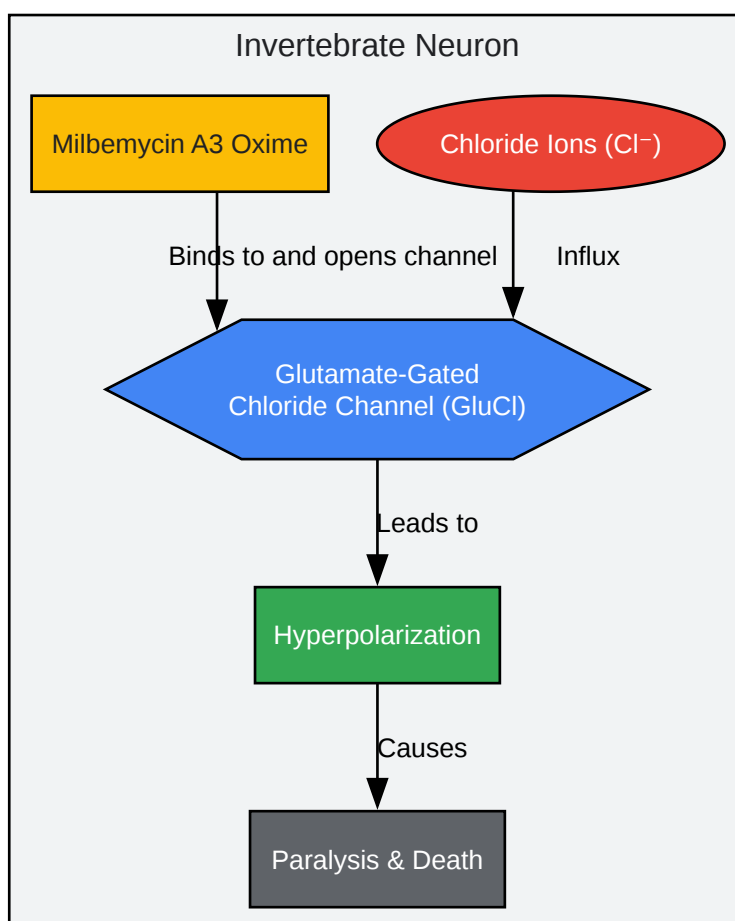 Invertebrate Neuron
Milbemycin A3 Oxime
Chloride Ions (Cl⁻)
Binds to and opens channel
Influx
Glutamate-Gated
Chloride Channel (GluCl)
Leads to
Hyperpolarization
Causes
Paralysis & Death